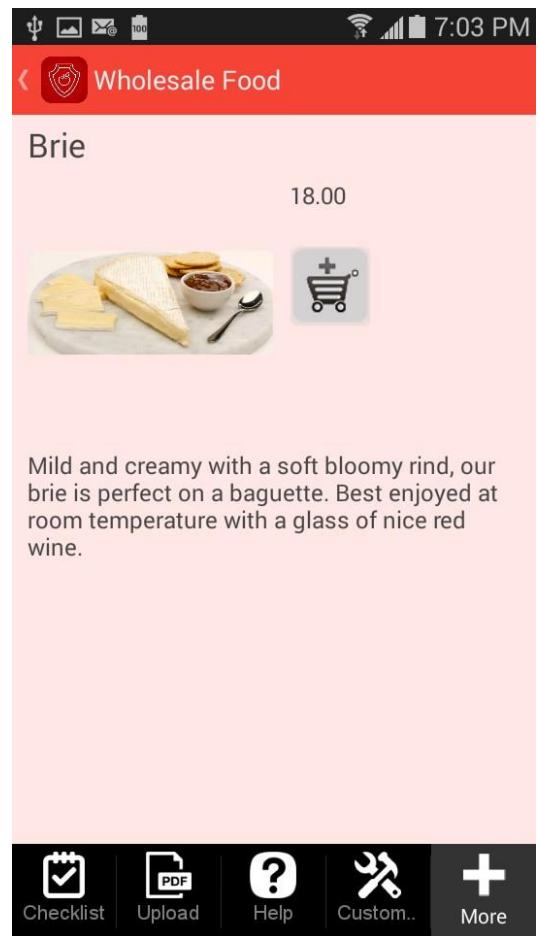 100
7:03 PM
Wholesale Food
Brie
18.00
Mild and creamy with a soft bloomy rind, our
brie is perfect on a baguette. Best enjoyed at
room temperature with a glass of nice red
wine.
PDF
?
Checklist
Upload
Help
Custom..
More